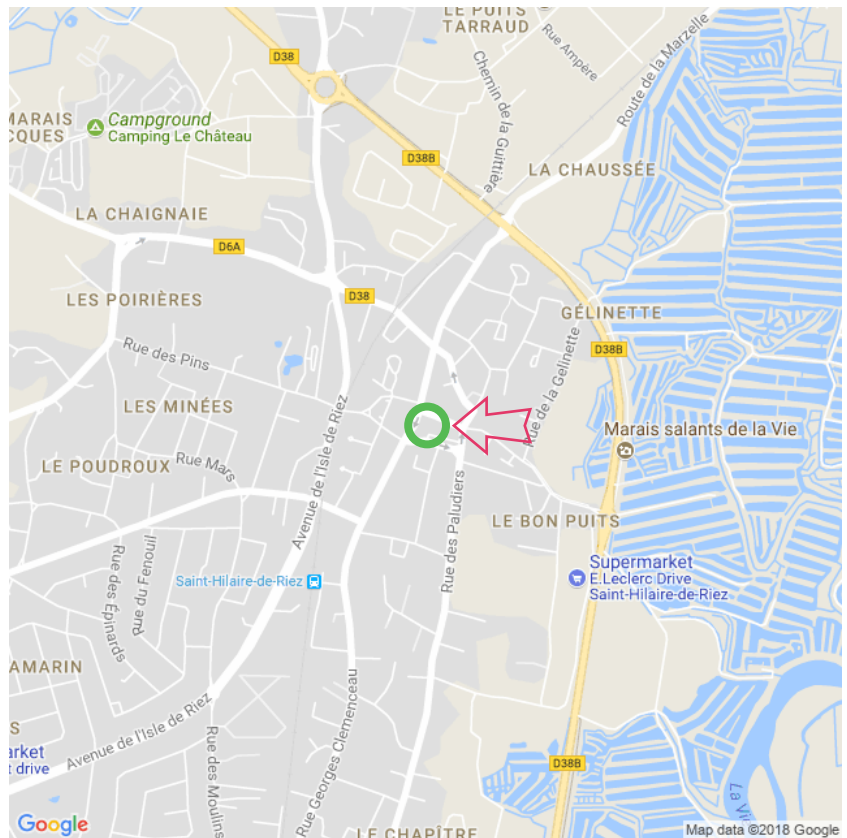 LE PUITS
TARRAUD
Rue Ampère
Route de la Marzelle
D38
MARAIS
CQUES
Campground
Camping Le Château
Chemin de la Guittière
D38B
LA CHAUSSÉE
LA CHAIGNAIE
D6A
D38
LES POIRIÈRES
GÉLINETTE
Rue des Pins
D38B
LES MINÉES
Avenue de l'Isle de Riez
Rue de la Gelinette
Marais salants de la Vie
LE POUDROUX
Rue Mars
LE BON PUITS
Rue des Paludiers
Supermarket
E.Leclerc Drive
Saint-Hilaire-de-Riez
Saint-Hilaire-de-Riez
Rue des Épinards
Rue du Fenouil
AMARIN
S
arket
t drive
Avenue de l'Isle de Riez
Rue des Moulins
Rue Georges Clemenceau
D38B
La Vie
Google
LE CHAPÎTRE
Map data ©2018 Google